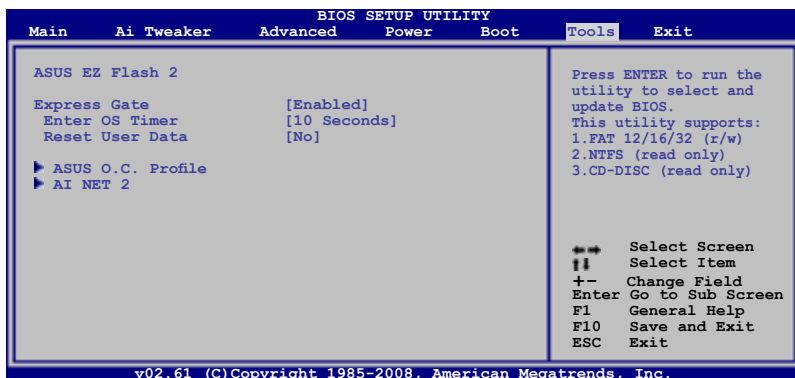 BIOS SETUP UTILITY
Main Ai Tweaker Advanced Power Boot Tools Exit
ASUS EZ Flash 2
Express Gate [Enabled]
Enter OS Timer [10 Seconds]
Reset User Data [No]
ASUS O.C. Profile
AI NET 2
Press ENTER to run the
utility to select and
update BIOS.
This utility supports:
1.FAT 12/16/32 (r/w)
2.NTFS (read only)
3.CD-DISC (read only)
Select Screen
Select Item
+- Change Field
Enter Go to Sub Screen
F1 General Help
F10 Save and Exit
ESC Exit
v02.61 (C)Copyright 1985-2008, American Megatrends, Inc.